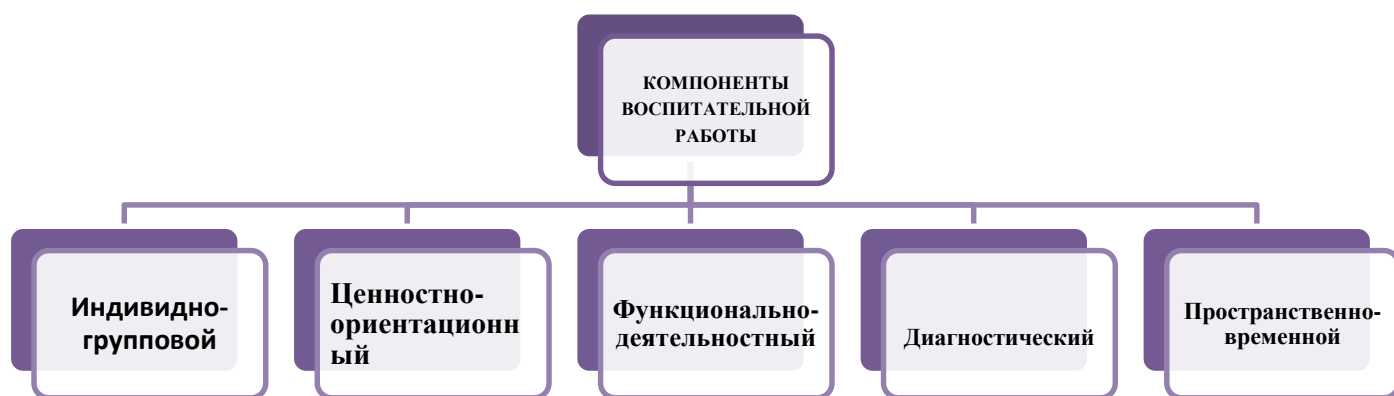 КОМПОНЕНТЫ
ВОСПИТАТЕЛЬНОЙ
РАБОТЫ
Индивидно-
групповой
Ценностно-
ориентационн
ый
Функционально-
деятельностный
Диагностический
Пространственно-
временной